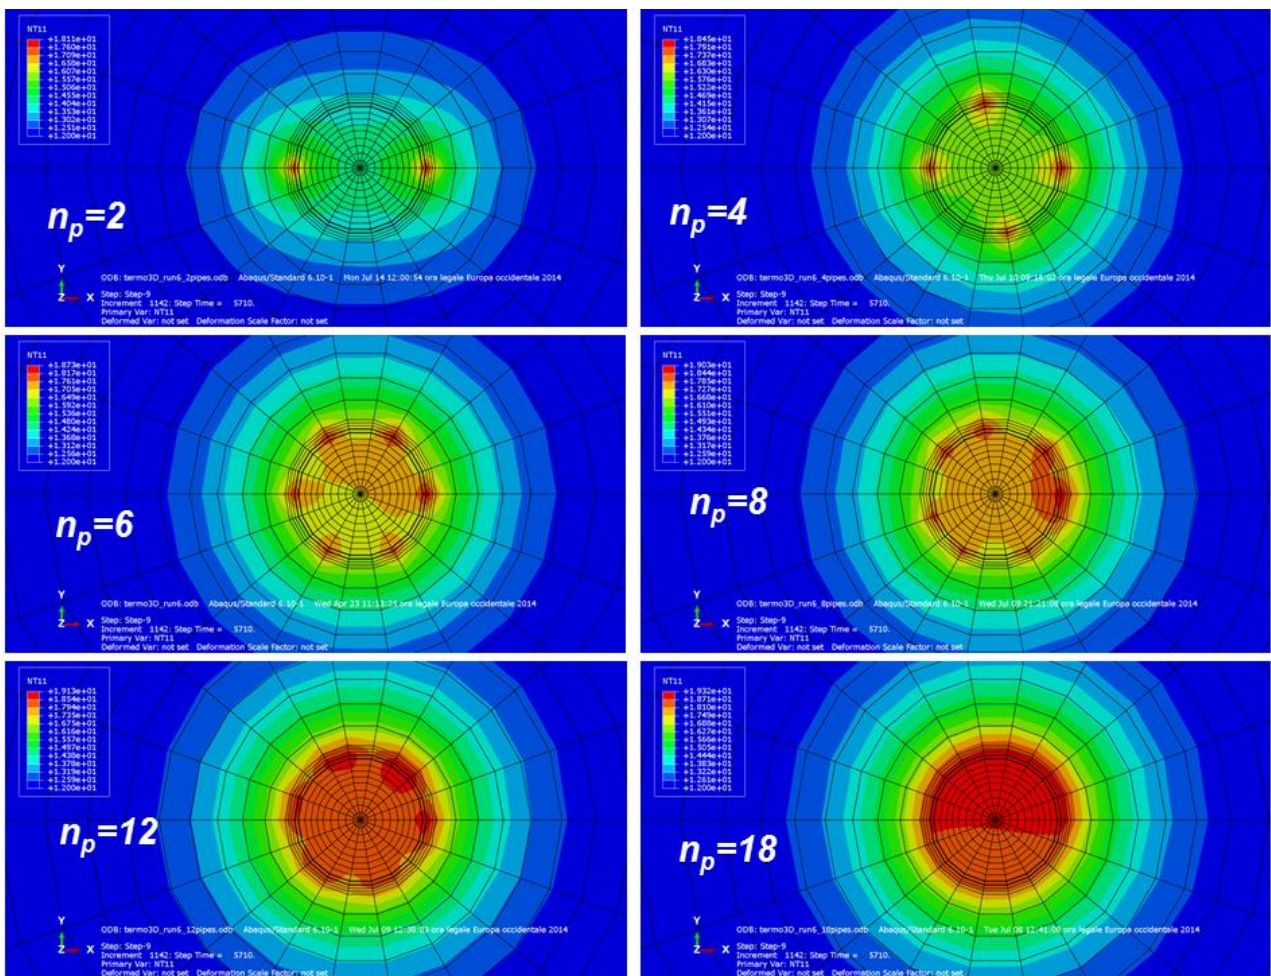 NT11
+1.811e+01
+1.760e+01
+1.709e+01
+1.658e+01
+1.607e+01
+1.557e+01
+1.506e+01
+1.455e+01
+1.404e+01
+1.353e+01
+1.302e+01
+1.251e+01
+1.200e+01
n_p=2
Y
Z X
ODB: termo3D_run6_2pipes.odb Abaqus/Standard 6.10-1 Mon Jul 14 12:00:54 ora legale Europa occidentale 2014
Step: Step-9
Increment 1142: Step Time = 5710.
Primary Var: NT11
Deformed Var: not set Deformation Scale Factor: not set
NT11
+1.845e+01
+1.791e+01
+1.737e+01
+1.683e+01
+1.630e+01
+1.576e+01
+1.522e+01
+1.469e+01
+1.415e+01
+1.361e+01
+1.307e+01
+1.254e+01
+1.200e+01
n_p=4
Y
Z X
ODB: termo3D_run6_4pipes.odb Abaqus/Standard 6.10-1 Thu Jul 10 09:18:02 ora legale Europa occidentale 2014
Step: Step-9
Increment 1142: Step Time = 5710.
Primary Var: NT11
Deformed Var: not set Deformation Scale Factor: not set
NT11
+1.873e+01
+1.817e+01
+1.761e+01
+1.705e+01
+1.649e+01
+1.592e+01
+1.536e+01
+1.480e+01
+1.424e+01
+1.368e+01
+1.312e+01
+1.256e+01
+1.200e+01
n_p=6
Y
Z X
ODB: termo3D_run6.odb Abaqus/Standard 6.10-1 Wed Apr 23 11:13:25 ora legale Europa occidentale 2014
Step: Step-9
Increment 1142: Step Time = 5710.
Primary Var: NT11
Deformed Var: not set Deformation Scale Factor: not set
NT11
+1.903e+01
+1.844e+01
+1.785e+01
+1.727e+01
+1.668e+01
+1.610e+01
+1.551e+01
+1.493e+01
+1.434e+01
+1.376e+01
+1.317e+01
+1.259e+01
+1.200e+01
n_p=8
Y
Z X
ODB: termo3D_run6_8pipes.odb Abaqus/Standard 6.10-1 Wed Jul 09 21:21:08 ora legale Europa occidentale 2014
Step: Step-9
Increment 1142: Step Time = 5710.
Primary Var: NT11
Deformed Var: not set Deformation Scale Factor: not set
NT11
+1.913e+01
+1.854e+01
+1.794e+01
+1.735e+01
+1.675e+01
+1.616e+01
+1.557e+01
+1.497e+01
+1.438e+01
+1.378e+01
+1.319e+01
+1.259e+01
+1.200e+01
n_p=12
Y
Z X
ODB: termo3D_run6_12pipes.odb Abaqus/Standard 6.10-1 Wed Jul 09 12:38:03 ora legale Europa occidentale 2014
Step: Step-9
Increment 1142: Step Time = 5710.
Primary Var: NT11
Deformed Var: not set Deformation Scale Factor: not set
NT11
+1.932e+01
+1.871e+01
+1.810e+01
+1.749e+01
+1.688e+01
+1.627e+01
+1.566e+01
+1.505e+01
+1.444e+01
+1.383e+01
+1.322e+01
+1.261e+01
+1.200e+01
n_p=18
Y
Z X
ODB: termo3D_run6_18pipes.odb Abaqus/Standard 6.10-1 Tue Jul 08 12:41:00 ora legale Europa occidentale 2014
Step: Step-9
Increment 1142: Step Time = 5710.
Primary Var: NT11
Deformed Var: not set Deformation Scale Factor: not set